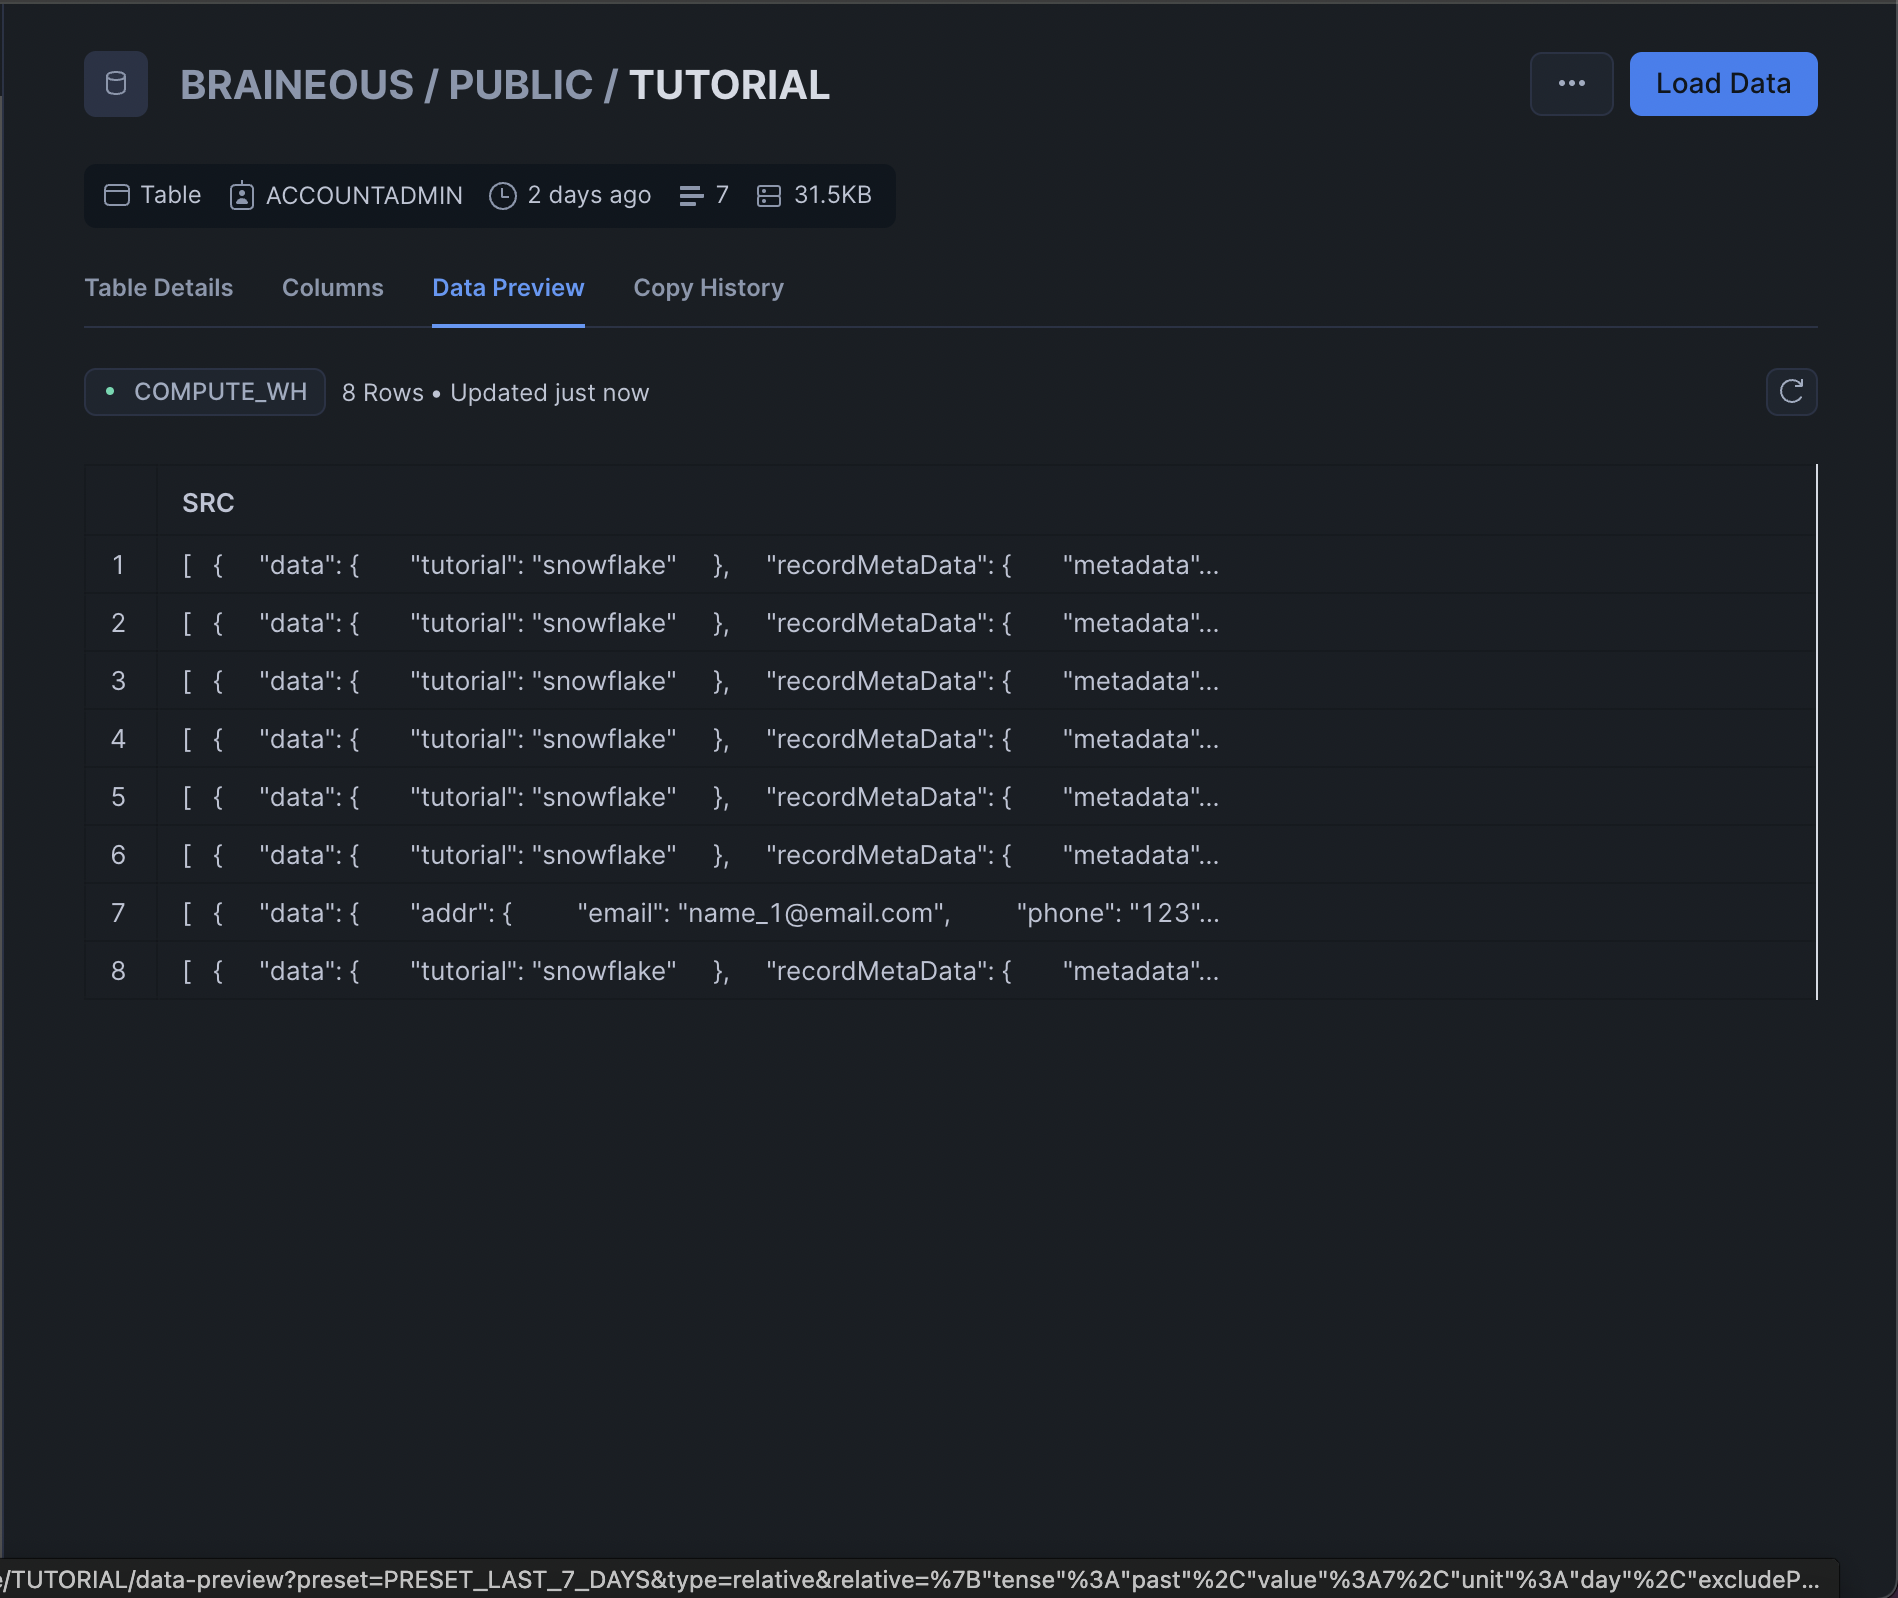 BRAINEOUS / PUBLIC / TUTORIAL
... Load Data
Table ACCOUNTADMIN 2 days ago 7 31.5KB
Table Details Columns Data Preview Copy History
COMPUTE_WH 8 Rows • Updated just now
SRC
1 [ { "data": { "tutorial": "snowflake" }, "recordMetaData": { "metadata"...
2 [ { "data": { "tutorial": "snowflake" }, "recordMetaData": { "metadata"...
3 [ { "data": { "tutorial": "snowflake" }, "recordMetaData": { "metadata"...
4 [ { "data": { "tutorial": "snowflake" }, "recordMetaData": { "metadata"...
5 [ { "data": { "tutorial": "snowflake" }, "recordMetaData": { "metadata"...
6 [ { "data": { "tutorial": "snowflake" }, "recordMetaData": { "metadata"...
7 [ { "data": { "addr": { "email": "name_1@email.com", "phone": "123"...
8 [ { "data": { "tutorial": "snowflake" }, "recordMetaData": { "metadata"...
/TUTORIAL/data-preview?preset=PRESET_LAST_7_DAYS&type=relative&relative=%7B"tense"%3A"past"%2C"value"%3A7%2C"unit"%3A"day"%2C"excludeP...